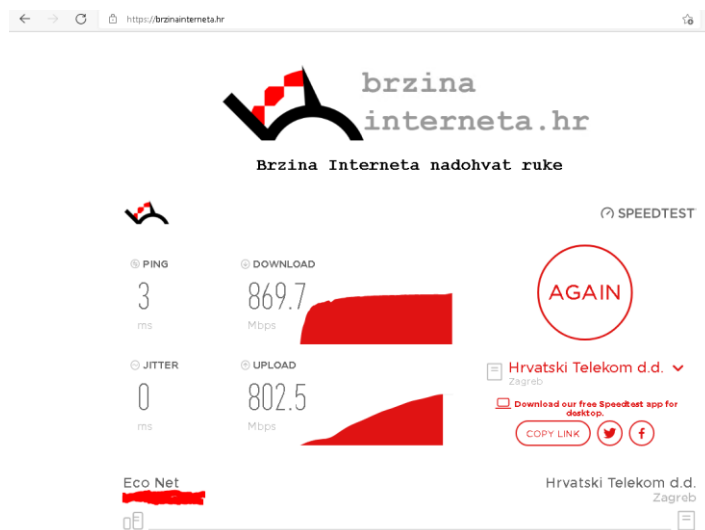 https://brzinainterneta.hr
brzina
interneta.hr
Brzina Interneta nadohvat ruke
SPEEDTEST
PING
3
ms
DOWNLOAD
869.7
Mbps
AGAIN
JITTER
0
ms
UPLOAD
802.5
Mbps
Hrvatski Telekom d.d.
Zagreb
Download our free Speedtest app for
desktop.
COPY LINK
Eco Net
Hrvatski Telekom d.d.
Zagreb